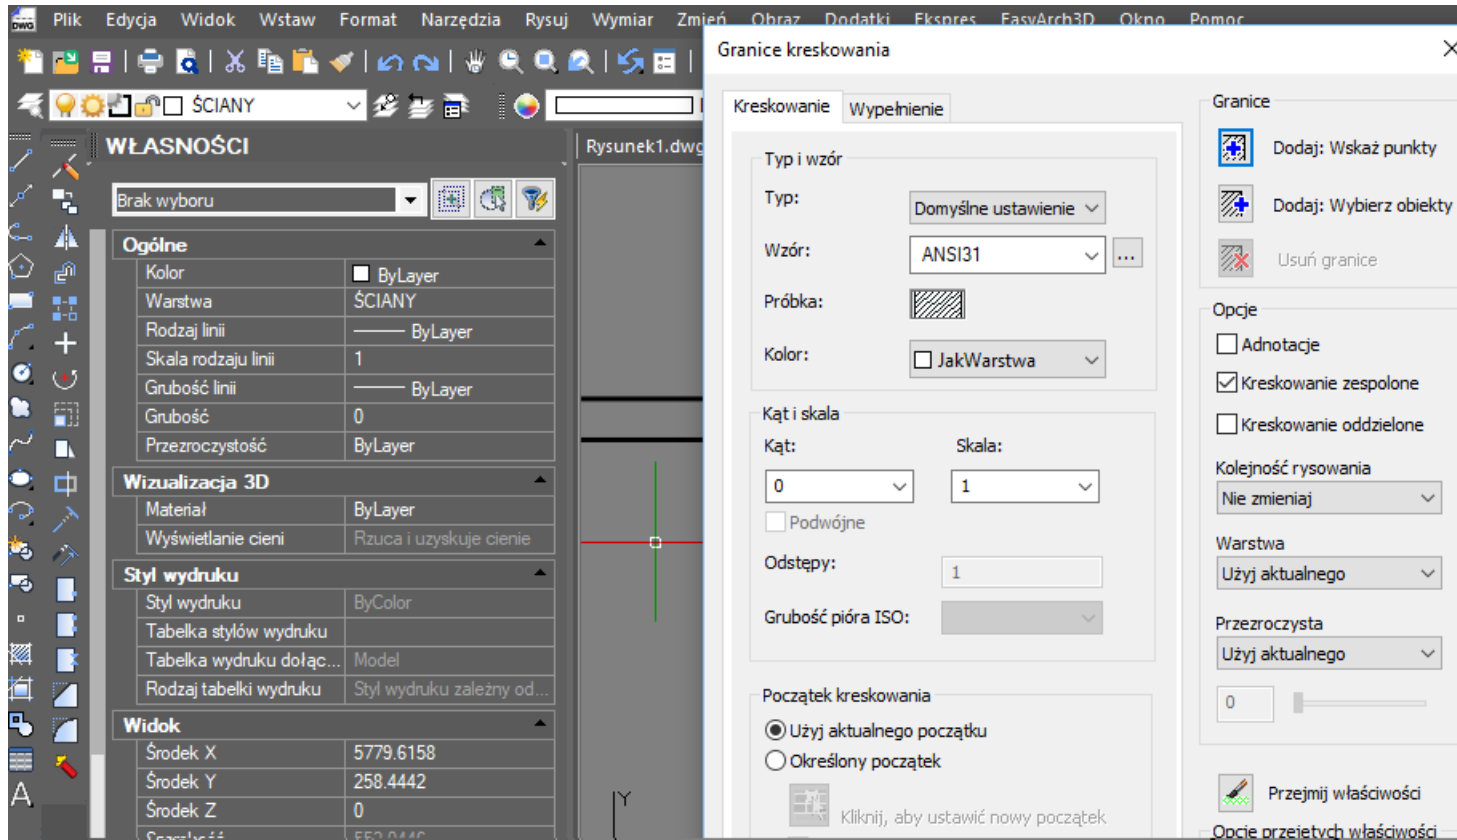 DWG
Plik Edycja Widok Wstaw Format Narzędzia Rysuj Wymiar Zmień Obraz Dodatki Ekspres EasyArch3D Okno Pomoc
ŚCIANY
WŁASNOŚCI
Brak wyboru
Ogólne
Kolor ByLayer
Warstwa ŚCIANY
Rodzaj linii ByLayer
Skala rodzaju linii 1
Grubość linii ByLayer
Grubość 0
Przezroczystość ByLayer
Wizualizacja 3D
Materiał ByLayer
Wyświetlanie cieni Rzuca i uzyskuje cienie
Styl wydruku
Styl wydruku ByColor
Tabelka stylów wydruku
Tabelka wydruku dołąc... Model
Rodzaj tabelki wydruku Styl wydruku zależny od...
Widok
Środek X 5779.6158
Środek Y 258.4442
Środek Z 0
A
Rysunek1.dwg
Y
Granice kreskowania
Kreskowanie Wypełnienie
Typ i wzór
Typ: Domyślne ustawienie
Wzór: ANSI31 ...
Próbka:
Kolor: JakWarstwa
Kąt i skala
Kąt: Skala:
0 1
Podwójne
Odstępy: 1
Grubość pióra ISO:
Początek kreskowania
Użyj aktualnego początku
Określony początek
Kliknij, aby ustawić nowy początek
Granice
Dodaj: Wskaż punkty
Dodaj: Wybierz obiekty
Usuń granice
Opcje
Adnotacje
Kreskowanie zespolone
Kreskowanie oddzielone
Kolejność rysowania
Nie zmieniaj
Warstwa
Użyj aktualnego
Przezroczysta
Użyj aktualnego
0
Przejmij właściwości
Opcje przejętych właściwości